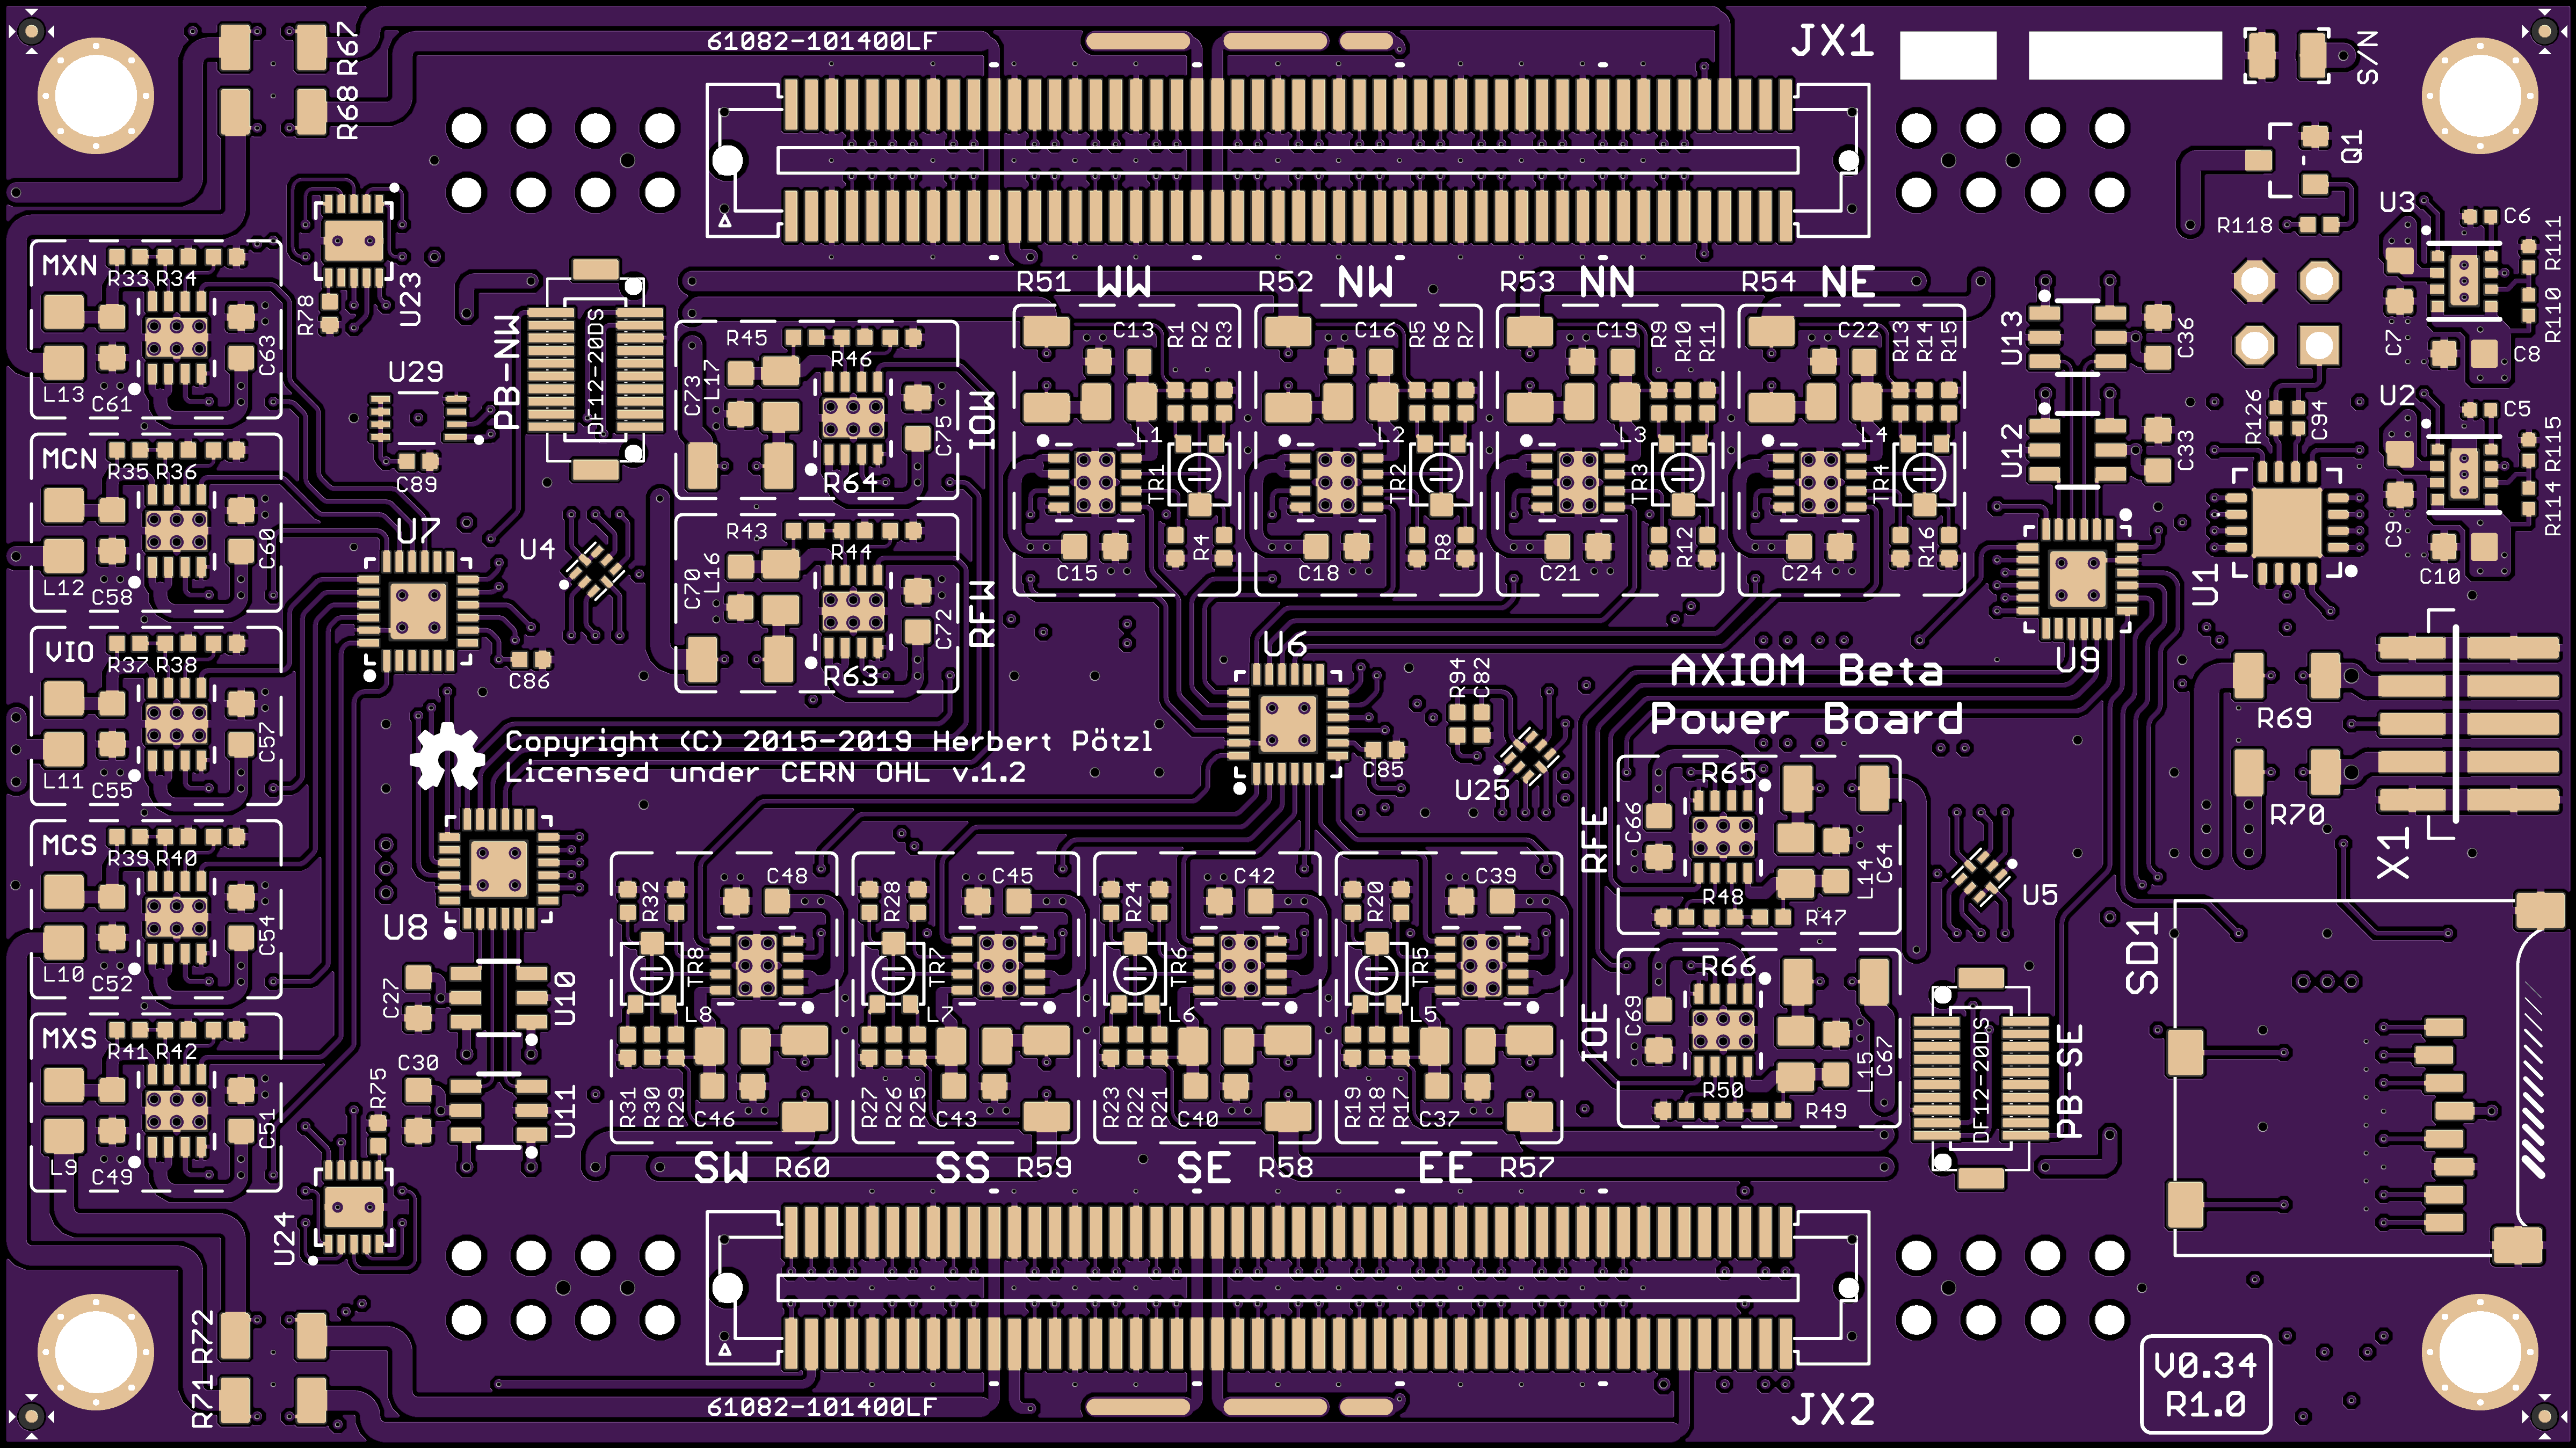 R67
R68
61082-101400LF
JX1
S/N
Q1
R118
U3
C6
R111
R110
C7
C8
U2
C5
R115
R114
C9
C10
R126
C94
U1
MXN
R33
R34
L13
C61
C63
U23
R78
MCN
R35
R36
L12
C58
C60
VIO
R37
R38
L11
C55
C57
MCS
R39
R40
L10
C52
C54
MXS
R41
R42
L9
C49
C51
U29
C89
PB-NW
DF12-20DS
U7
C86
U4
R45
R46
C73
L17
C75
R64
IOW
R43
R44
C70
L16
C72
R63
RFW
R51
WW
C13
R1
R2
R3
L1
TR1
C15
R4
R52
NW
C16
R5
R6
R7
L2
TR2
C18
R8
R53
NN
C19
R9
R10
R11
L3
TR3
C21
R12
R54
NE
C22
R13
R14
R15
L4
TR4
C24
R16
U13
C36
U12
C33
U9
U6
C85
R94
C82
U25
AXIOM Beta
Power Board
Copyright (C) 2015-2019 Herbert Pötzl
Licensed under CERN OHL v.1.2
R69
R70
X1
RFE
R65
C66
R48
R47
L14
C64
IOE
R66
C69
R50
R49
L15
C67
U5
PB-SE
DF12-20DS
SD1
U8
C27
U10
C30
R75
U11
U24
R32
C48
TR8
L8
R31
R30
R29
C46
SW
R60
R28
C45
TR7
L7
R27
R26
R25
C43
SS
R59
R24
C42
TR6
L6
R23
R22
R21
C40
SE
R58
R20
C39
TR5
L5
R19
R18
R17
C37
EE
R57
R72
R71
61082-101400LF
JX2
V0.34
R1.0